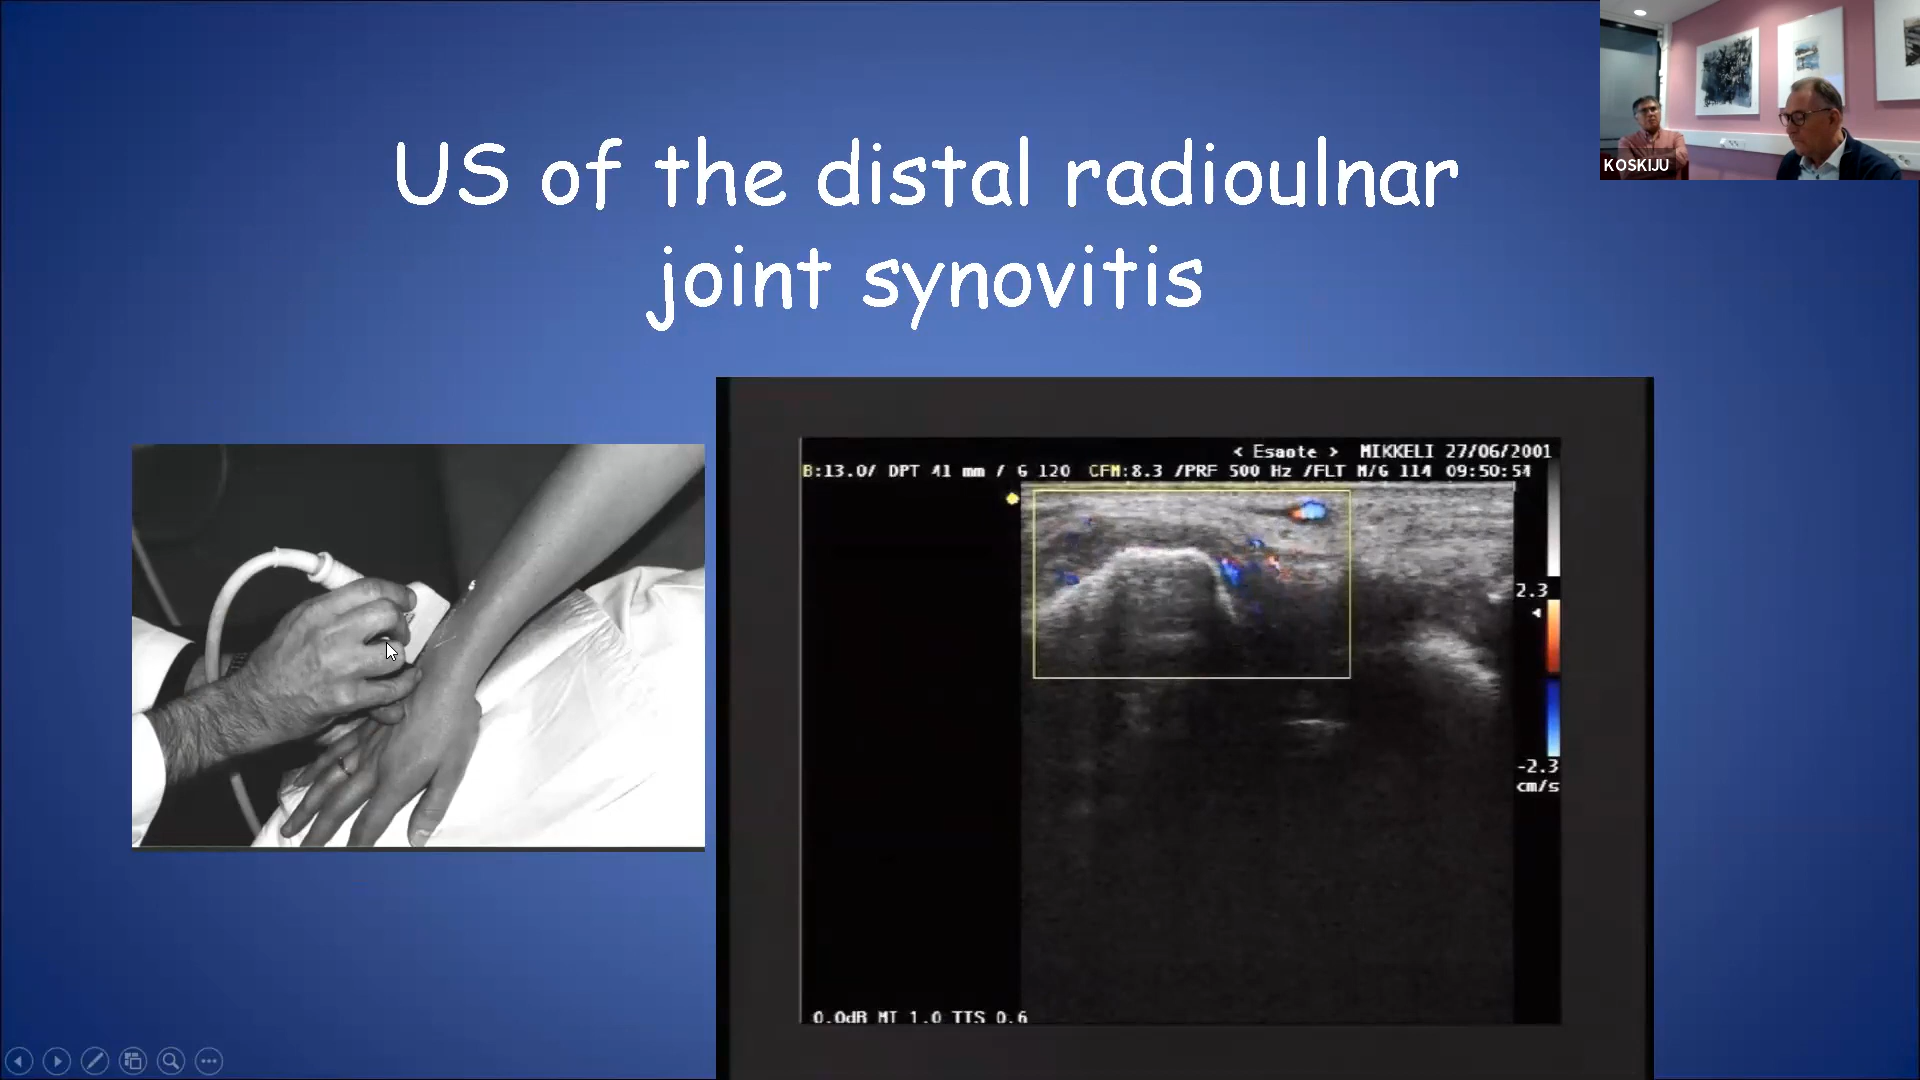 US of the distal radioulnar
joint synovitis
KOSKIJU
< Esaote > MIKKELI 27/06/2001
B:13.0/ DPT 41 mm / G 120 CFM:8.3 /PRF 500 Hz /FLT M/G 114 09:50:54
2.3
-2.3
cm/s
0.0dB MI 1.0 TIS 0.6